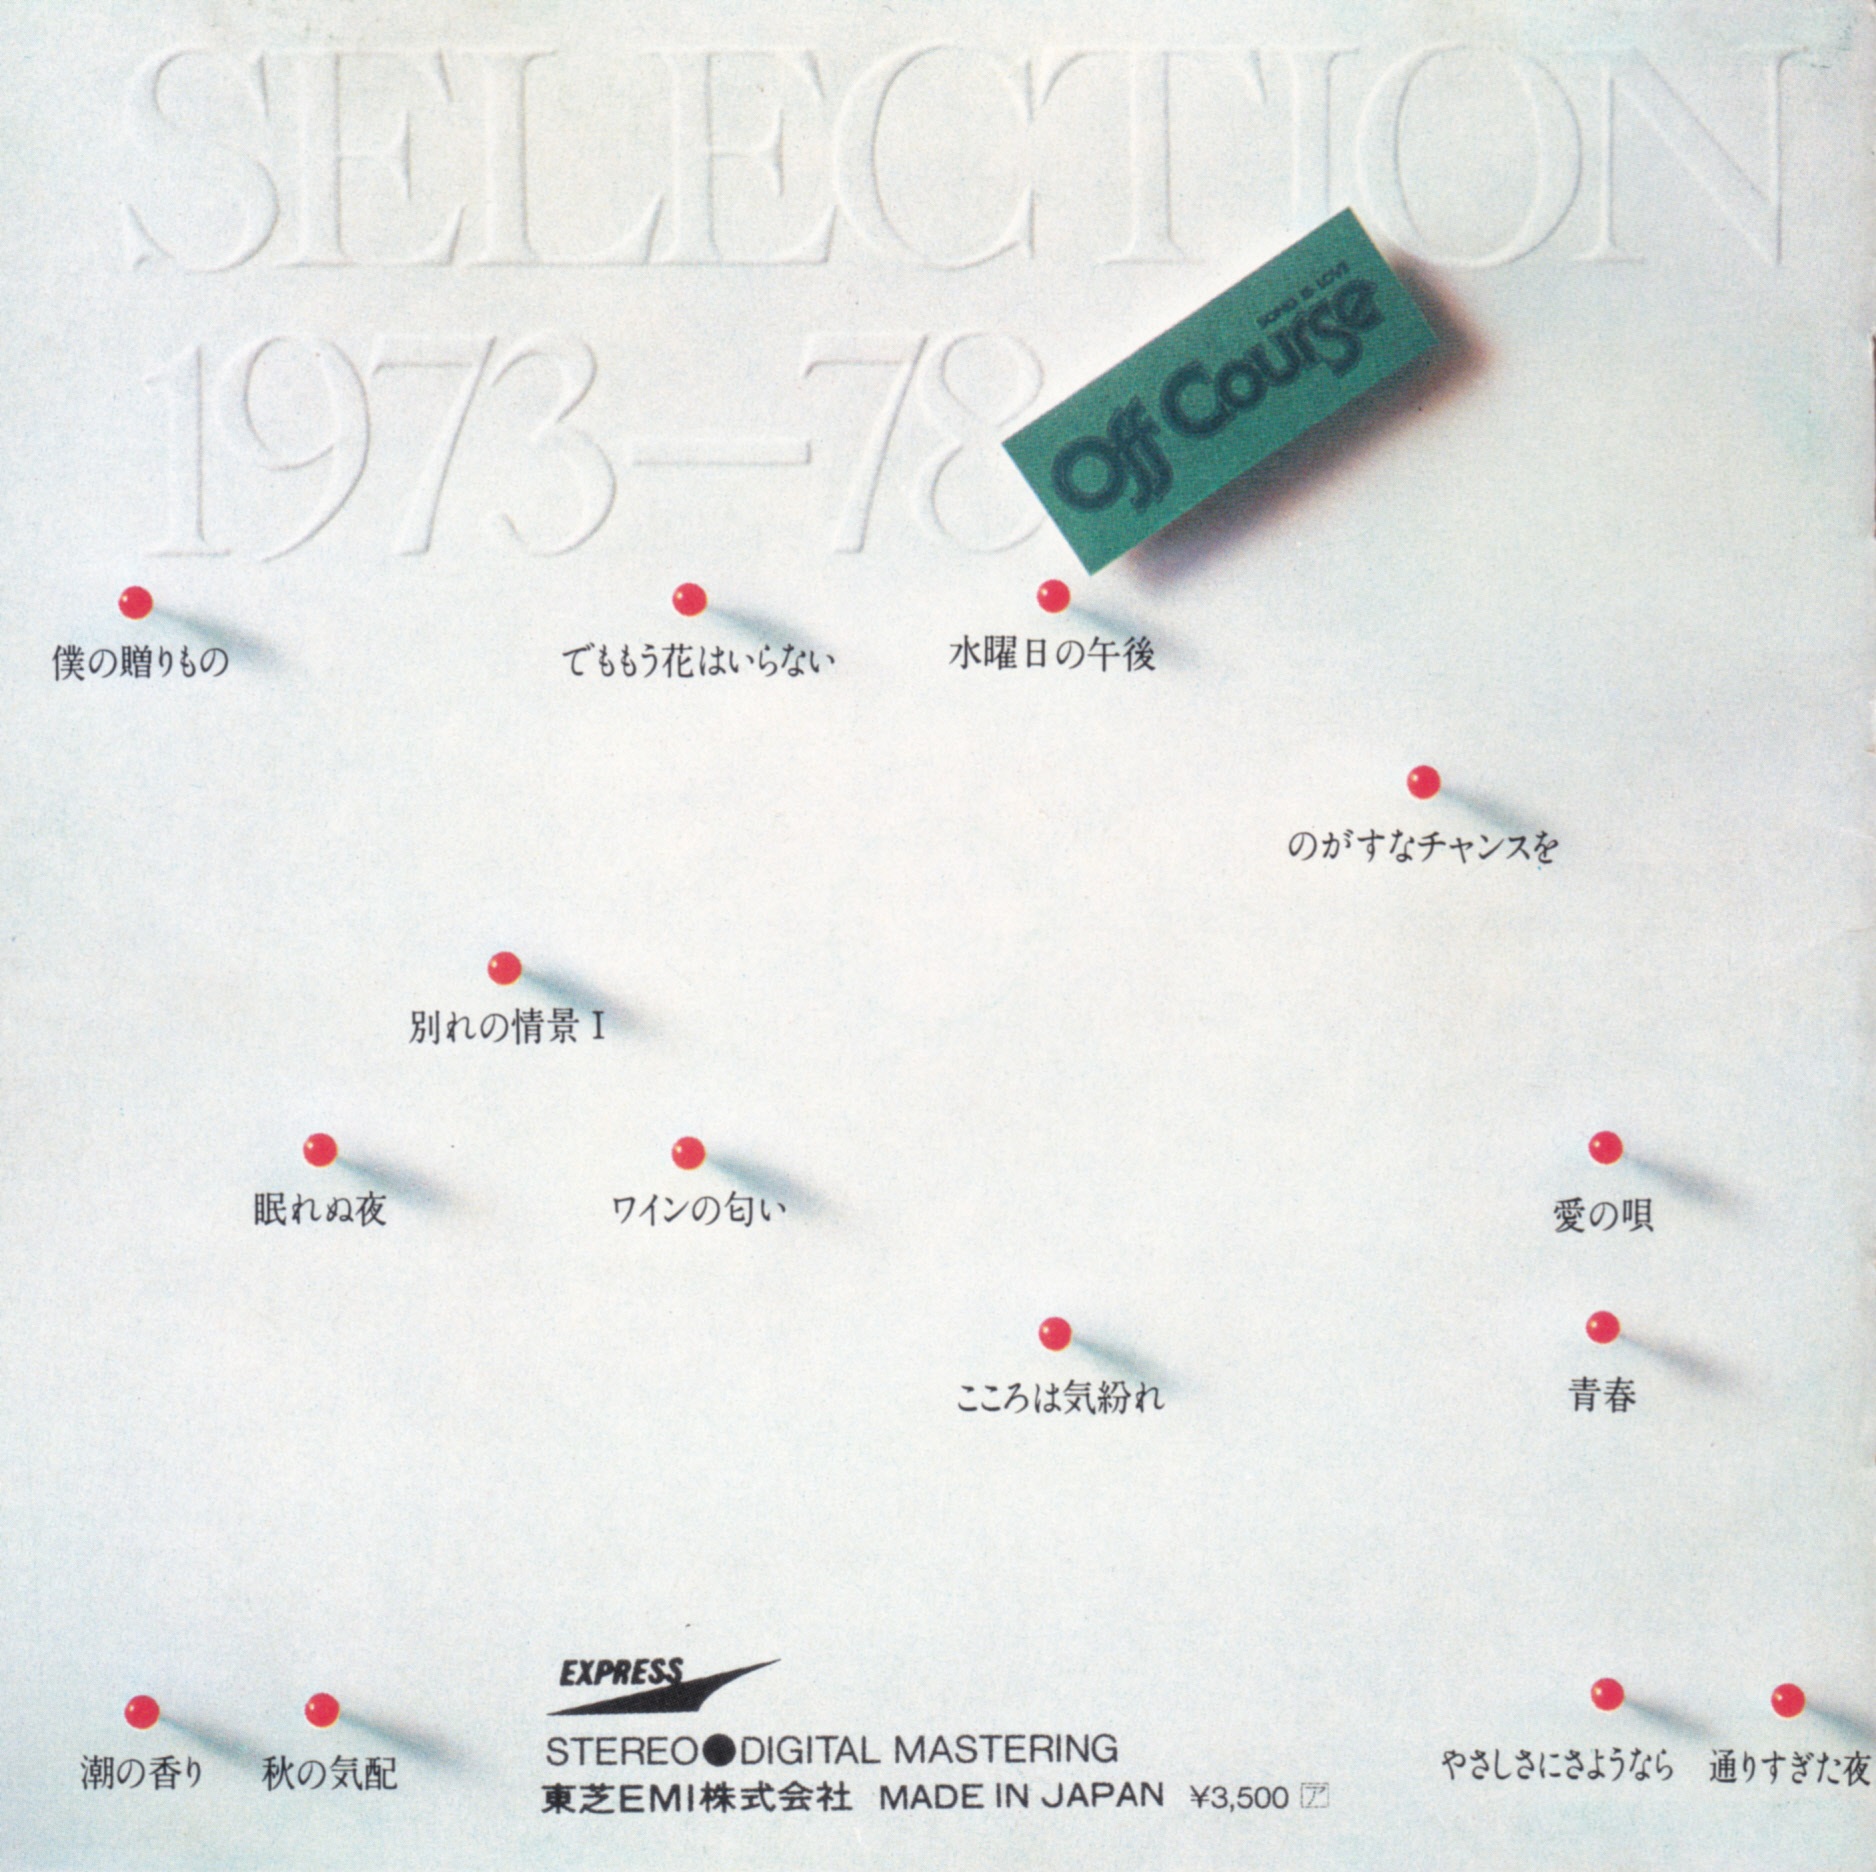 SELECTION
1973—78
SONG IS LOVE
Off Course
僕の贈りもの
でももう花はいらない
水曜日の午後
のがすなチャンスを
別れの情景 I
眠れぬ夜
ワインの匂い
愛の唄
こころは気紛れ
青春
潮の香り
秋の気配
やさしさにさようなら
通りすぎた夜
EXPRESS
STEREO●DIGITAL MASTERING
東芝EMI株式会社 MADE IN JAPAN ¥3,500 ア